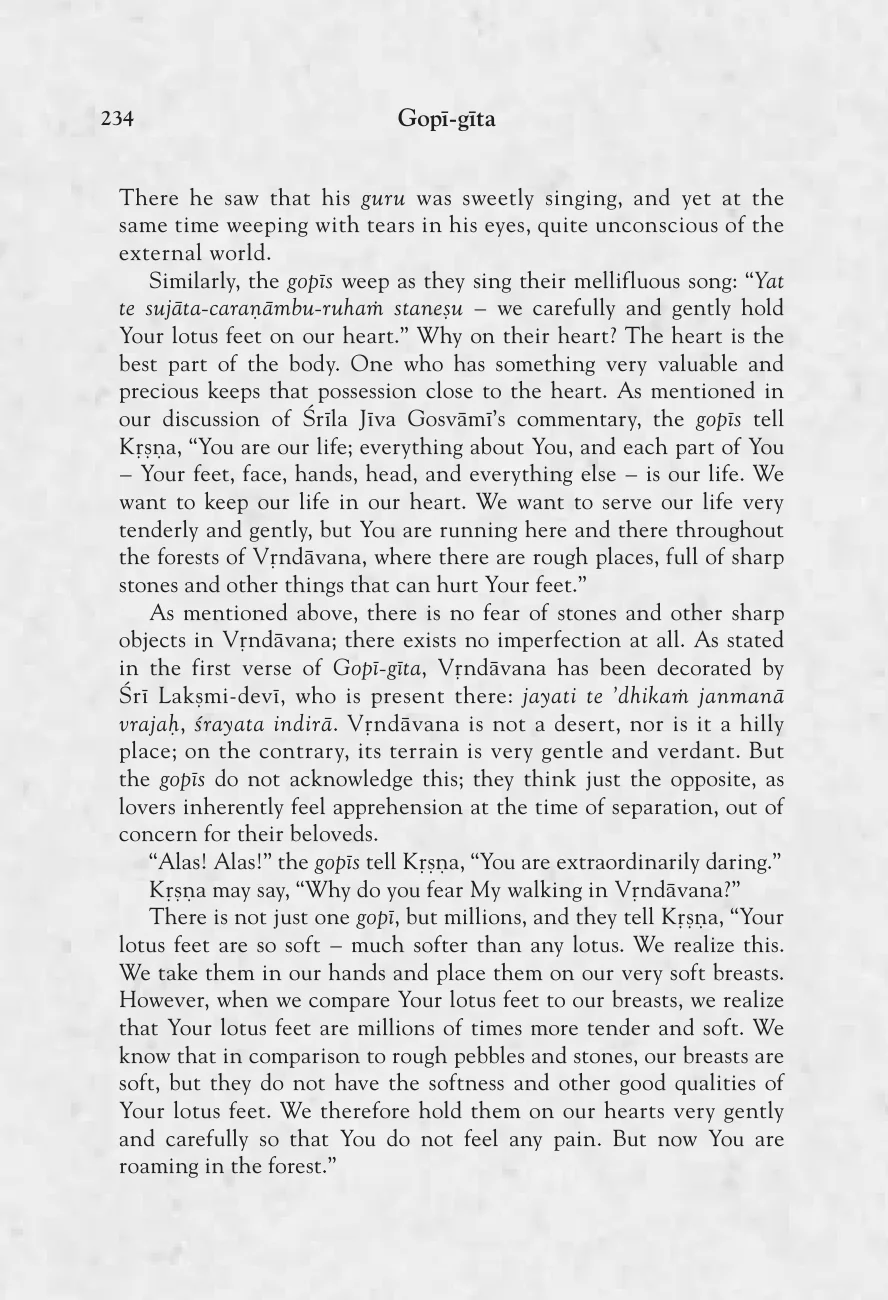 234
Gopī-gīta
There he saw that his guru was sweetly singing, and yet at the
same time weeping with tears in his eyes, quite unconscious of the
external world.
Similarly, the gopīs weep as they sing their mellifluous song: “Yat
te sujāta-caraṇāmbu-ruhaṁ staneṣu – we carefully and gently hold
Your lotus feet on our heart.” Why on their heart? The heart is the
best part of the body. One who has something very valuable and
precious keeps that possession close to the heart. As mentioned in
our discussion of Śrīla Jīva Gosvāmī’s commentary, the gopīs tell
Kṛṣṇa, “You are our life; everything about You, and each part of You
– Your feet, face, hands, head, and everything else – is our life. We
want to keep our life in our heart. We want to serve our life very
tenderly and gently, but You are running here and there throughout
the forests of Vṛndāvana, where there are rough places, full of sharp
stones and other things that can hurt Your feet.”
As mentioned above, there is no fear of stones and other sharp
objects in Vṛndāvana; there exists no imperfection at all. As stated
in the first verse of Gopī-gīta, Vṛndāvana has been decorated by
Śrī Lakṣmi-devī, who is present there: jayati te ’dhikaṁ janmanā
vrajaḥ, śrayata indirā. Vṛndāvana is not a desert, nor is it a hilly
place; on the contrary, its terrain is very gentle and verdant. But
the gopīs do not acknowledge this; they think just the opposite, as
lovers inherently feel apprehension at the time of separation, out of
concern for their beloveds.
“Alas! Alas!” the gopīs tell Kṛṣṇa, “You are extraordinarily daring.”
Kṛṣṇa may say, “Why do you fear My walking in Vṛndāvana?”
There is not just one gopī, but millions, and they tell Kṛṣṇa, “Your
lotus feet are so soft – much softer than any lotus. We realize this.
We take them in our hands and place them on our very soft breasts.
However, when we compare Your lotus feet to our breasts, we realize
that Your lotus feet are millions of times more tender and soft. We
know that in comparison to rough pebbles and stones, our breasts are
soft, but they do not have the softness and other good qualities of
Your lotus feet. We therefore hold them on our hearts very gently
and carefully so that You do not feel any pain. But now You are
roaming in the forest.”